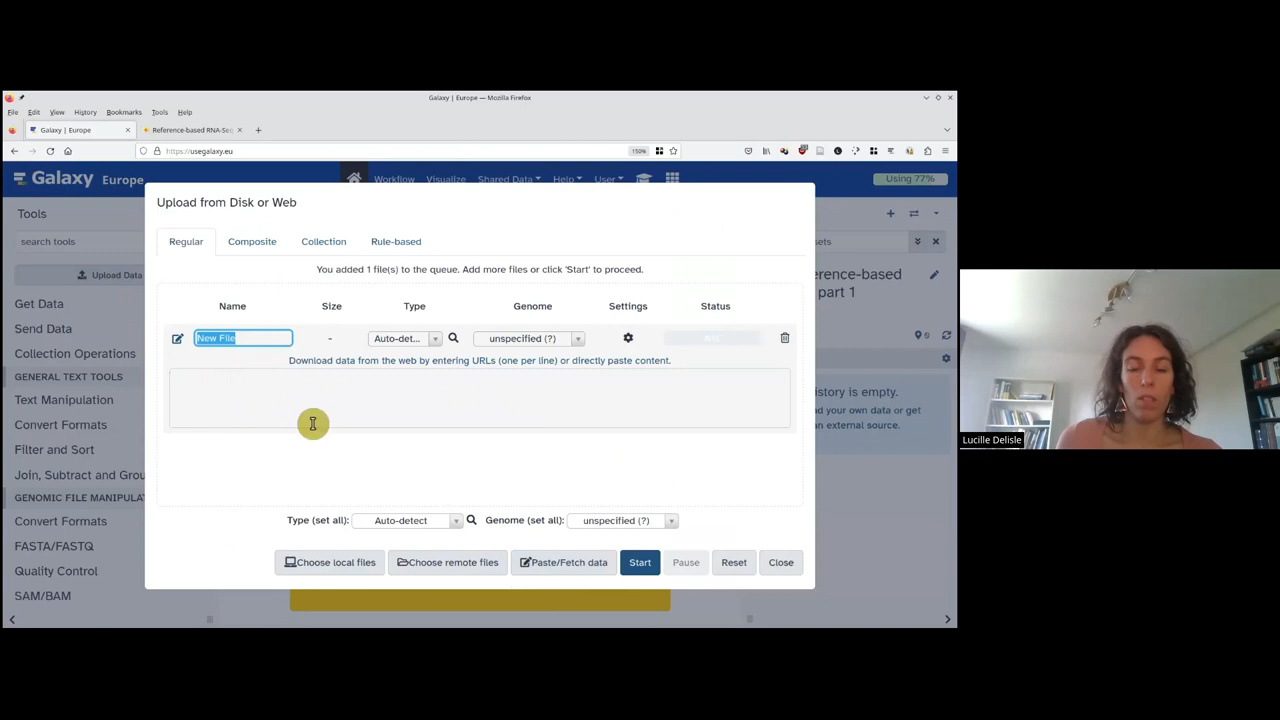 Galaxy | Europe — Mozilla Firefox
File Edit View History Bookmarks Tools Help
Galaxy | Europe
Reference-based RNA-Seq
https://usegalaxy.eu
150%
Galaxy Europe
Workflow Visualize Shared Data Help User
Using 77%
Tools
search tools
Upload Data
Get Data
Send Data
Collection Operations
GENERAL TEXT TOOLS
Text Manipulation
Convert Formats
Filter and Sort
Join, Subtract and Grou
GENOMIC FILE MANIPULAT
Convert Formats
FASTA/FASTQ
Quality Control
SAM/BAM
Upload from Disk or Web
Regular Composite Collection Rule-based
You added 1 file(s) to the queue. Add more files or click 'Start' to proceed.
Name Size Type Genome Settings Status
New File - Auto-det... unspecified (?)
Download data from the web by entering URLs (one per line) or directly paste content.
Type (set all): Auto-detect Genome (set all): unspecified (?)
Choose local files Choose remote files Paste/Fetch data Start Pause Reset Close
sets
erence-based
part 1
0
istory is empty.
d your own data or get
an external source.
Lucille Delisle